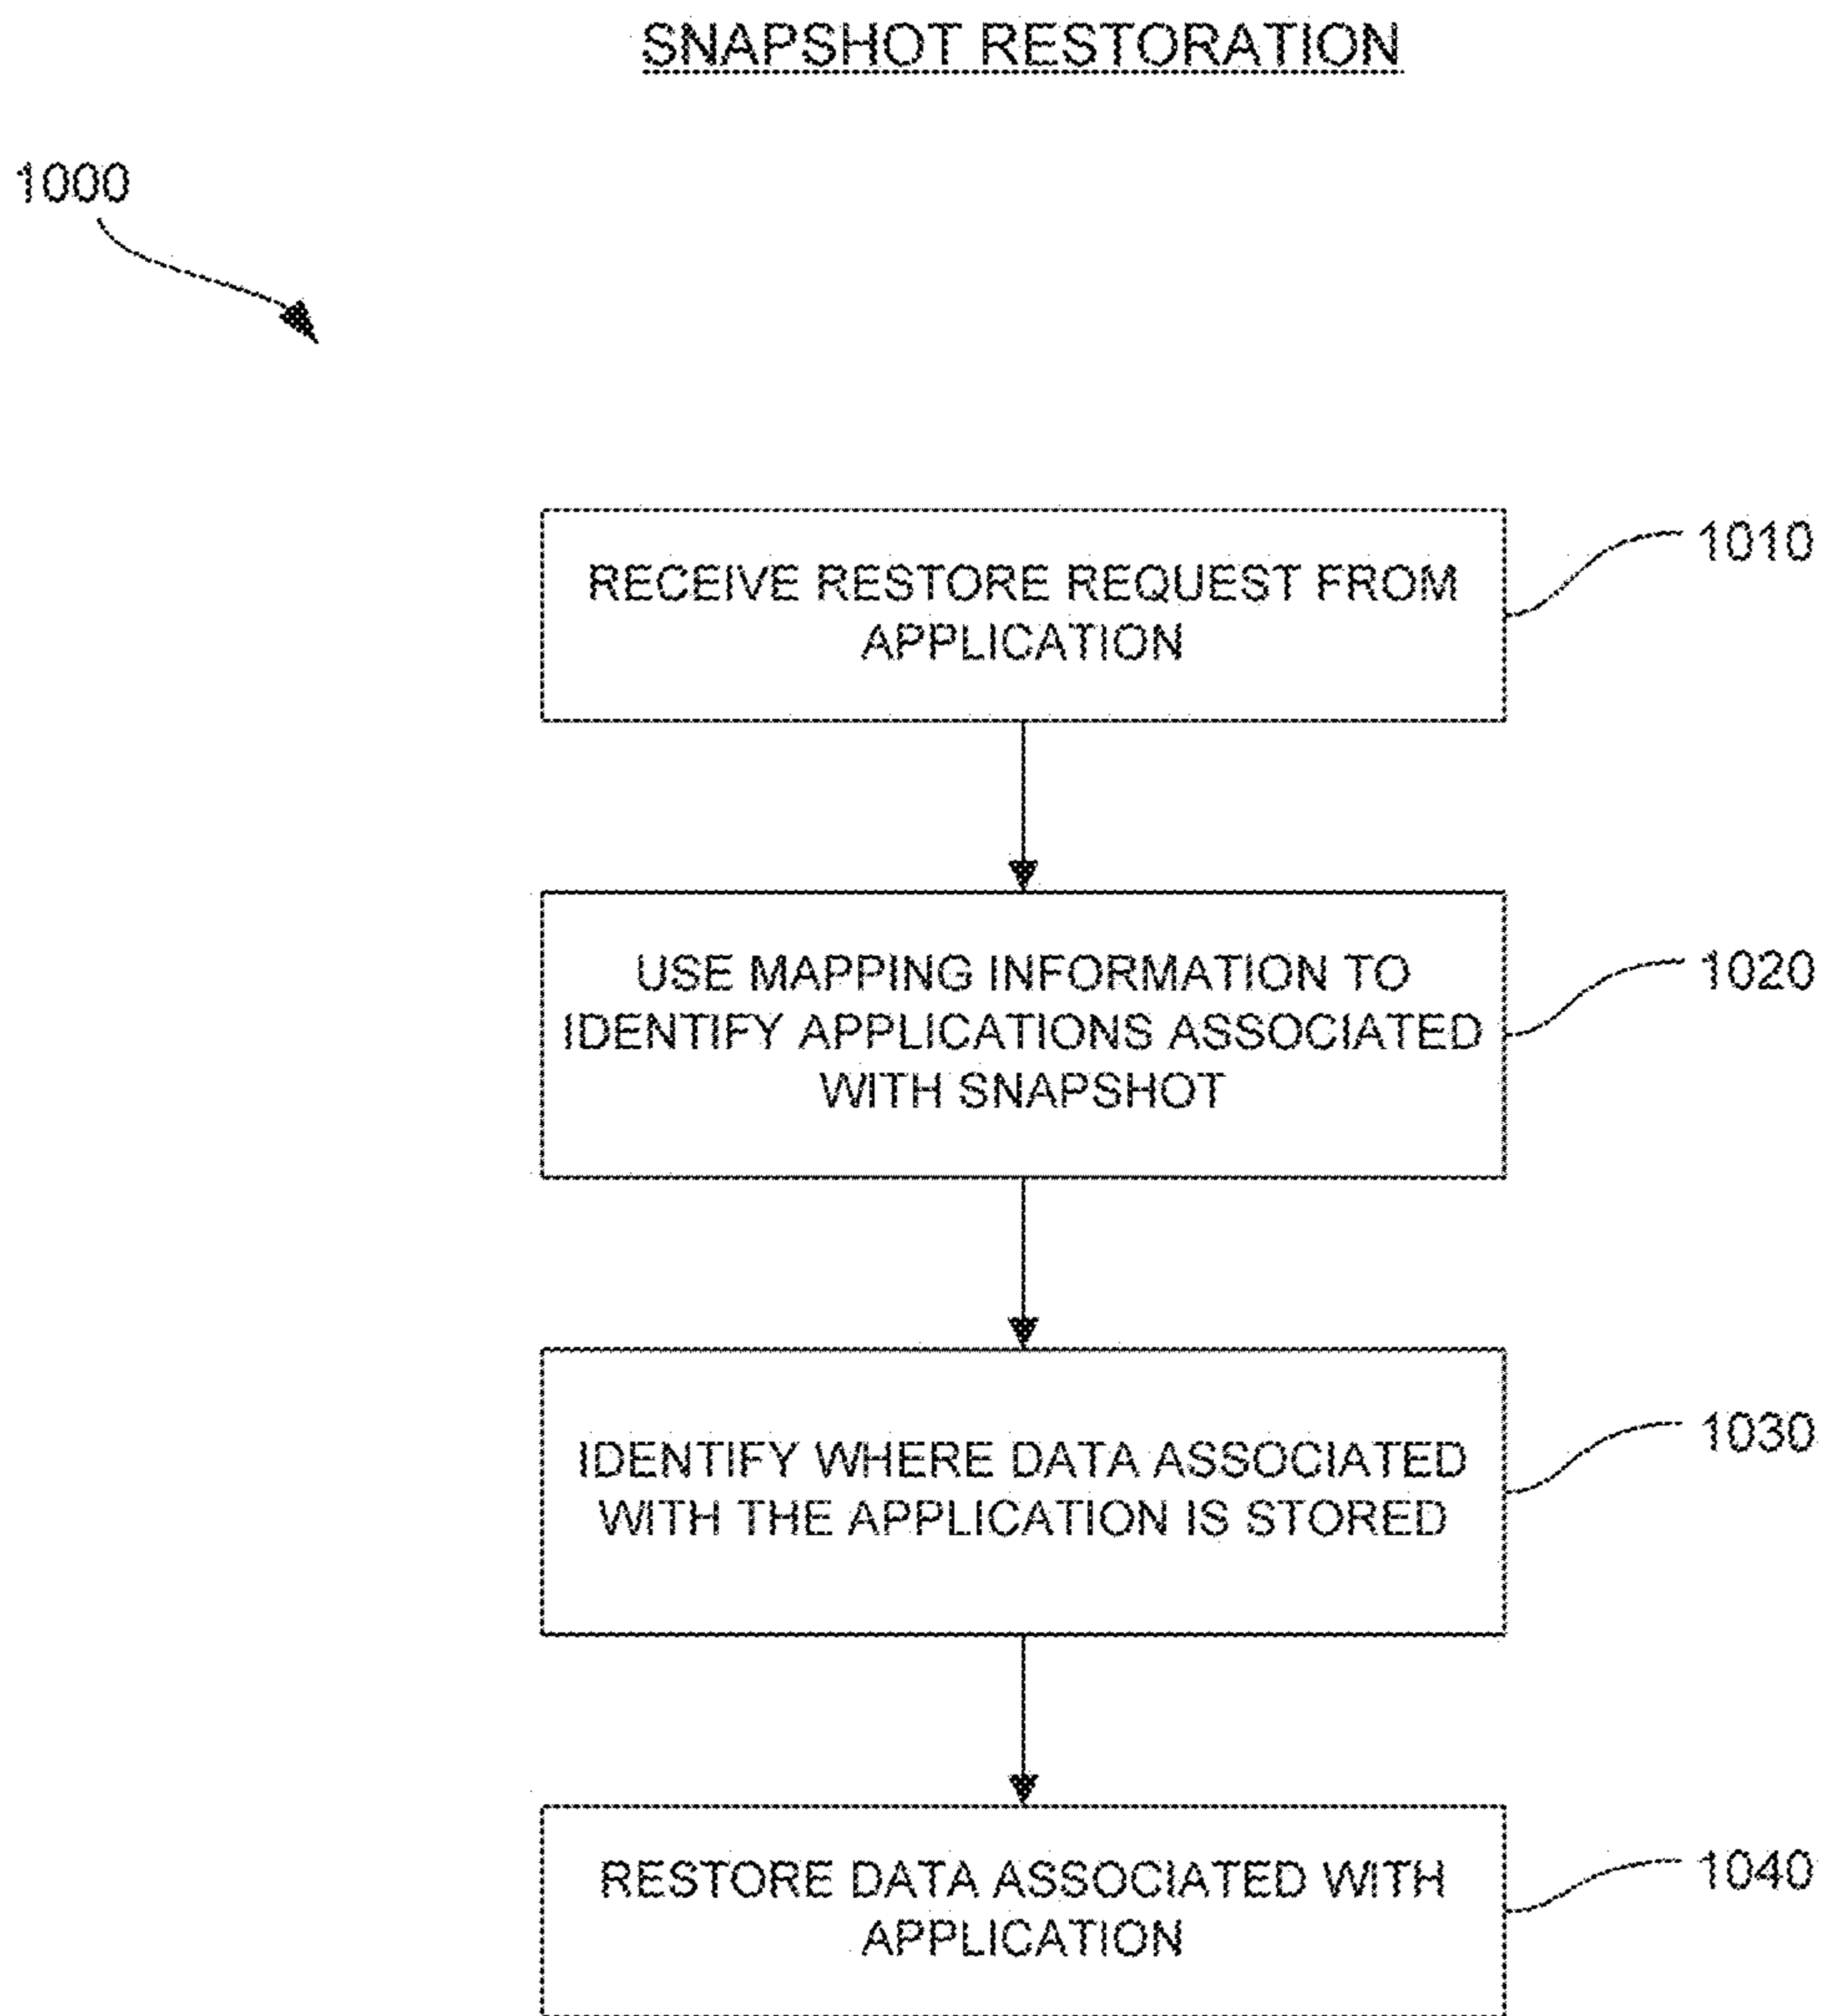 SNAPSHOT RESTORATION
1000
RECEIVE RESTORE REQUEST FROM
APPLICATION
1010
USE MAPPING INFORMATION TO
IDENTIFY APPLICATIONS ASSOCIATED
WITH SNAPSHOT
1020
IDENTIFY WHERE DATA ASSOCIATED
WITH THE APPLICATION IS STORED
1030
RESTORE DATA ASSOCIATED WITH
APPLICATION
1040